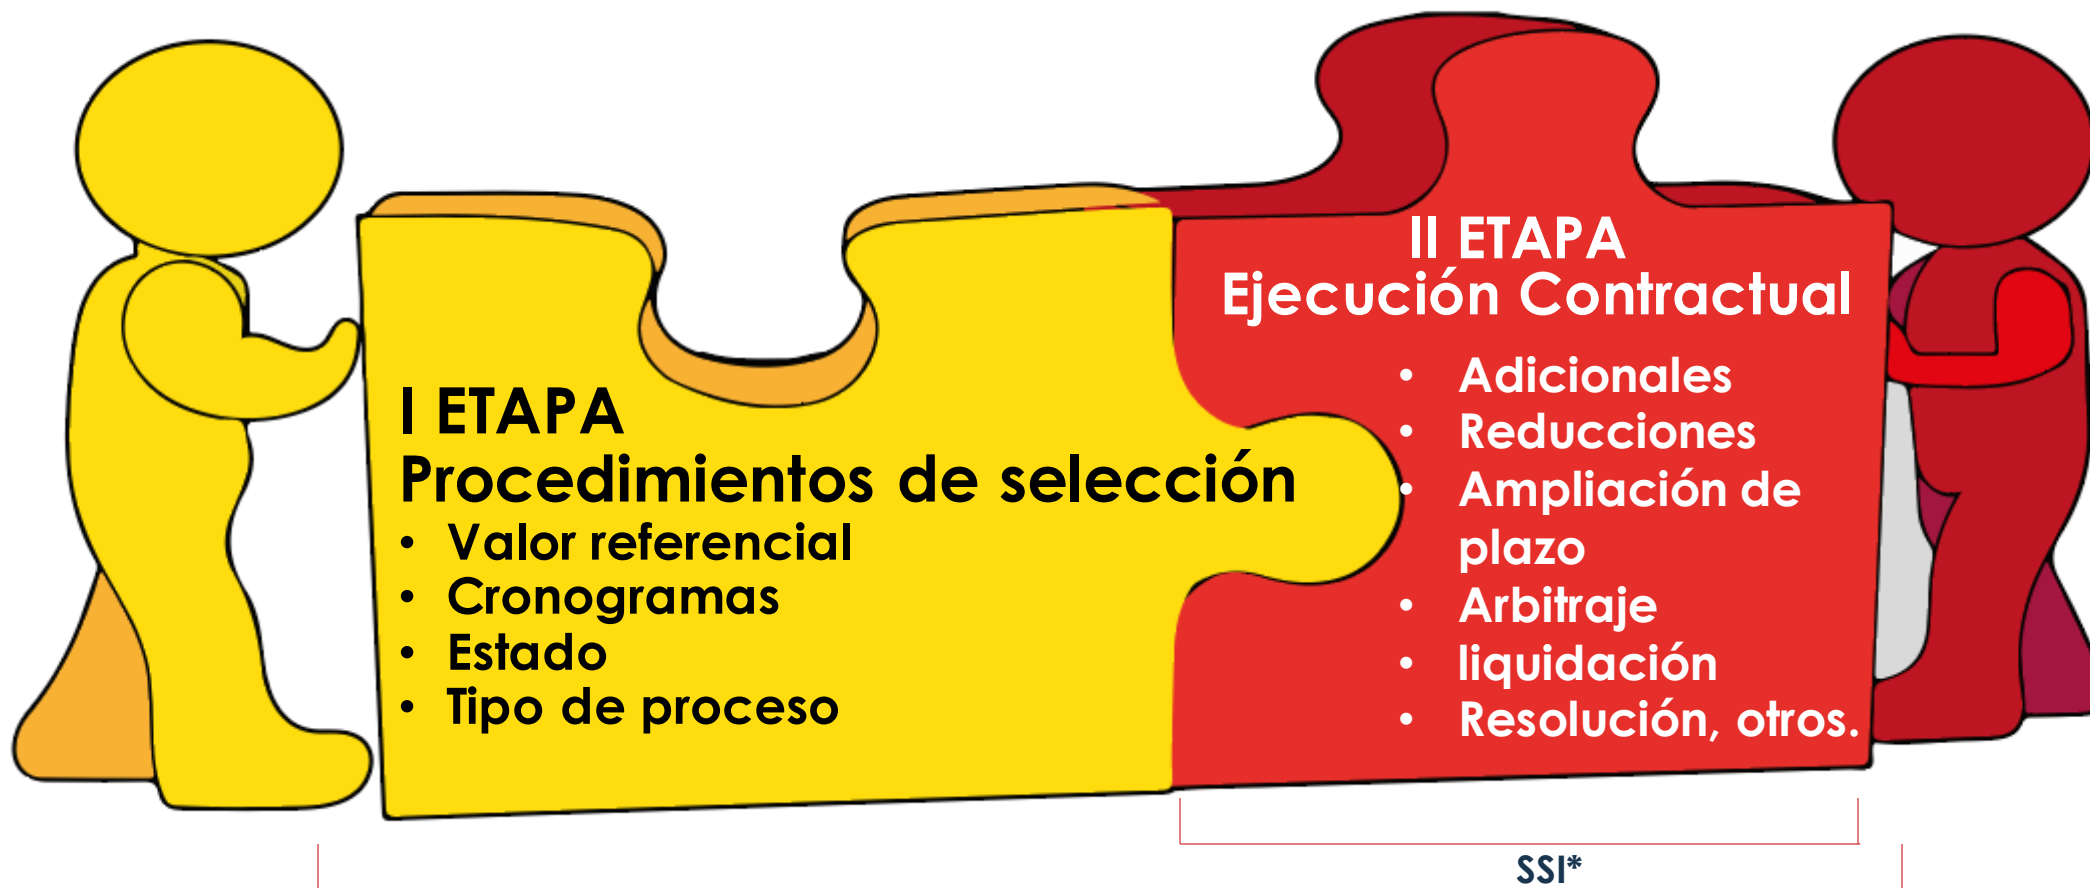 I ETAPA
Procedimientos de selección
• Valor referencial
• Cronogramas
• Estado
• Tipo de proceso
II ETAPA
Ejecución Contractual
• Adicionales
• Reducciones
• Ampliación de
plazo
• Arbitraje
• liquidación
• Resolución, otros.
SSI*